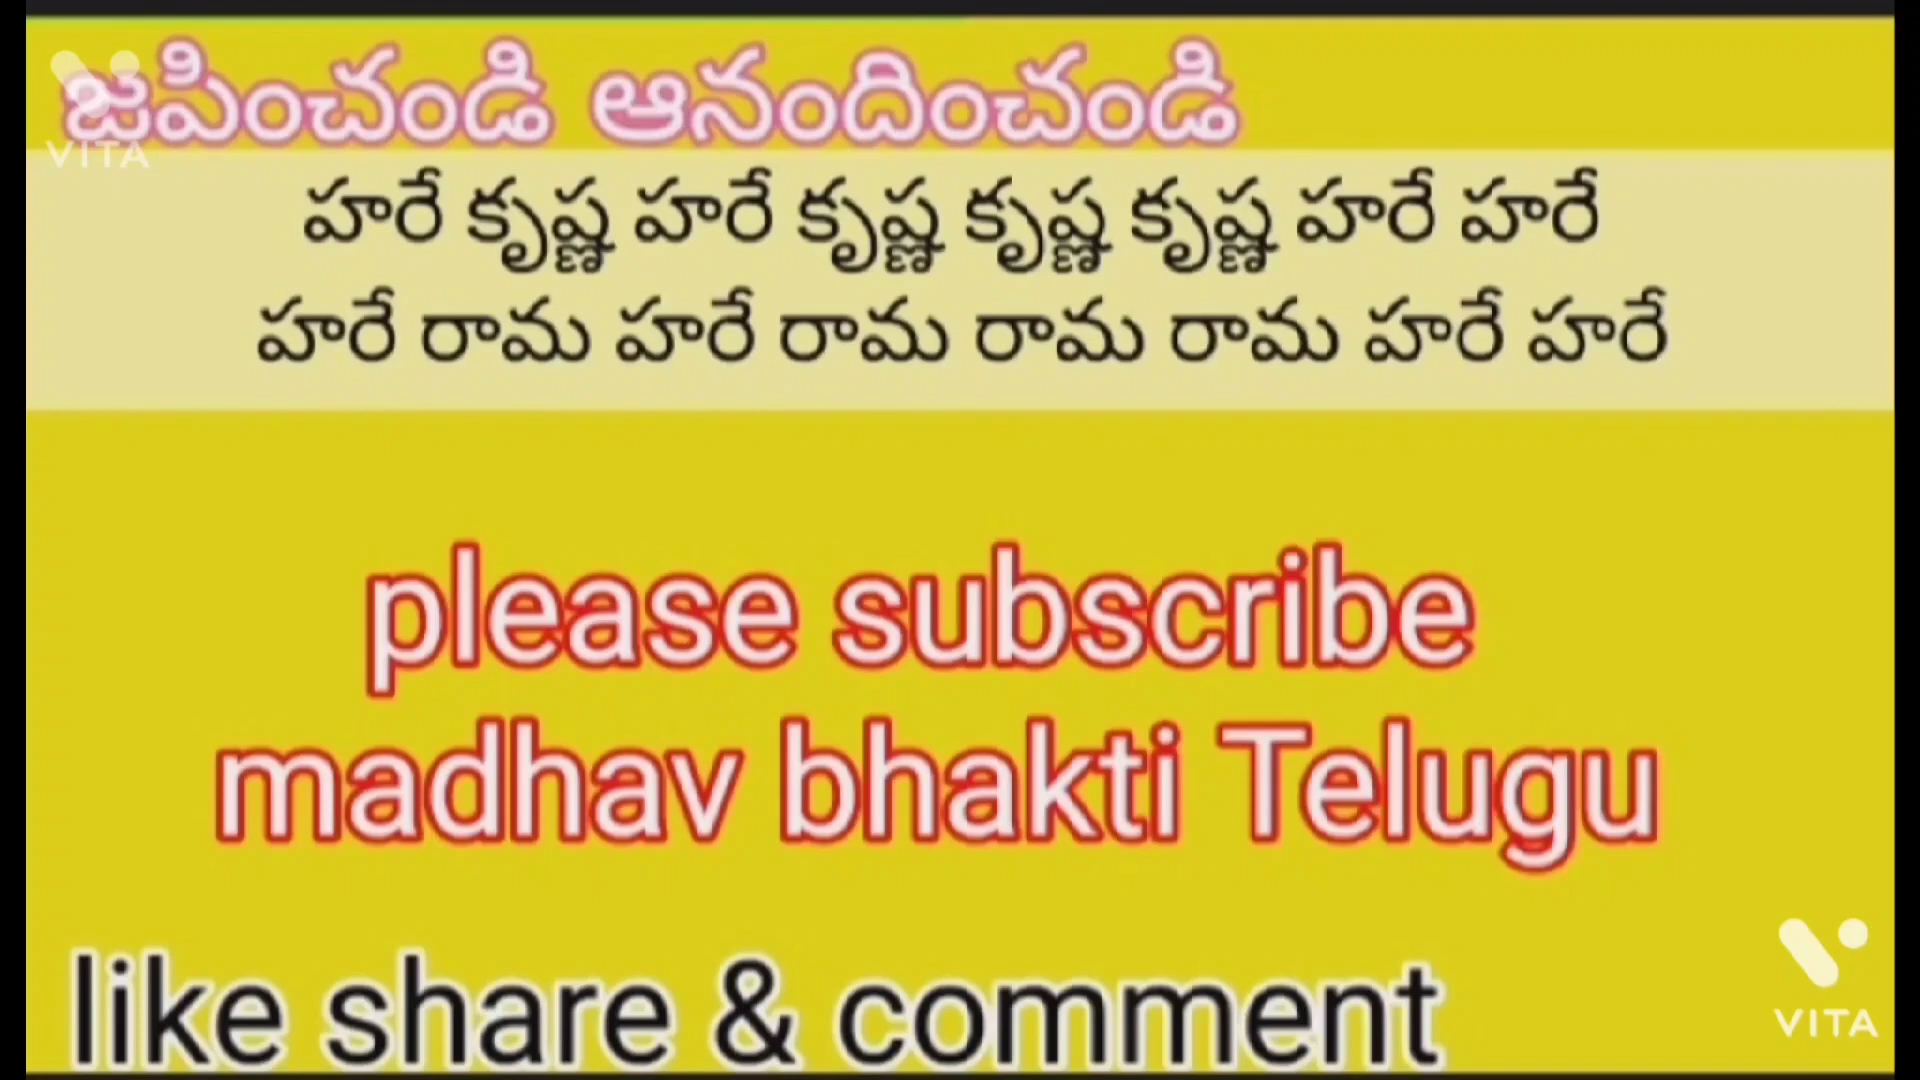 జపించండి ఆనందించండి
VITA
హరే కృష్ణ హరే కృష్ణ కృష్ణ కృష్ణ హరే హరే
హరే రామ హరే రామ రామ రామ హరే హరే
please subscribe
madhav bhakti Telugu
like share & comment
VITA